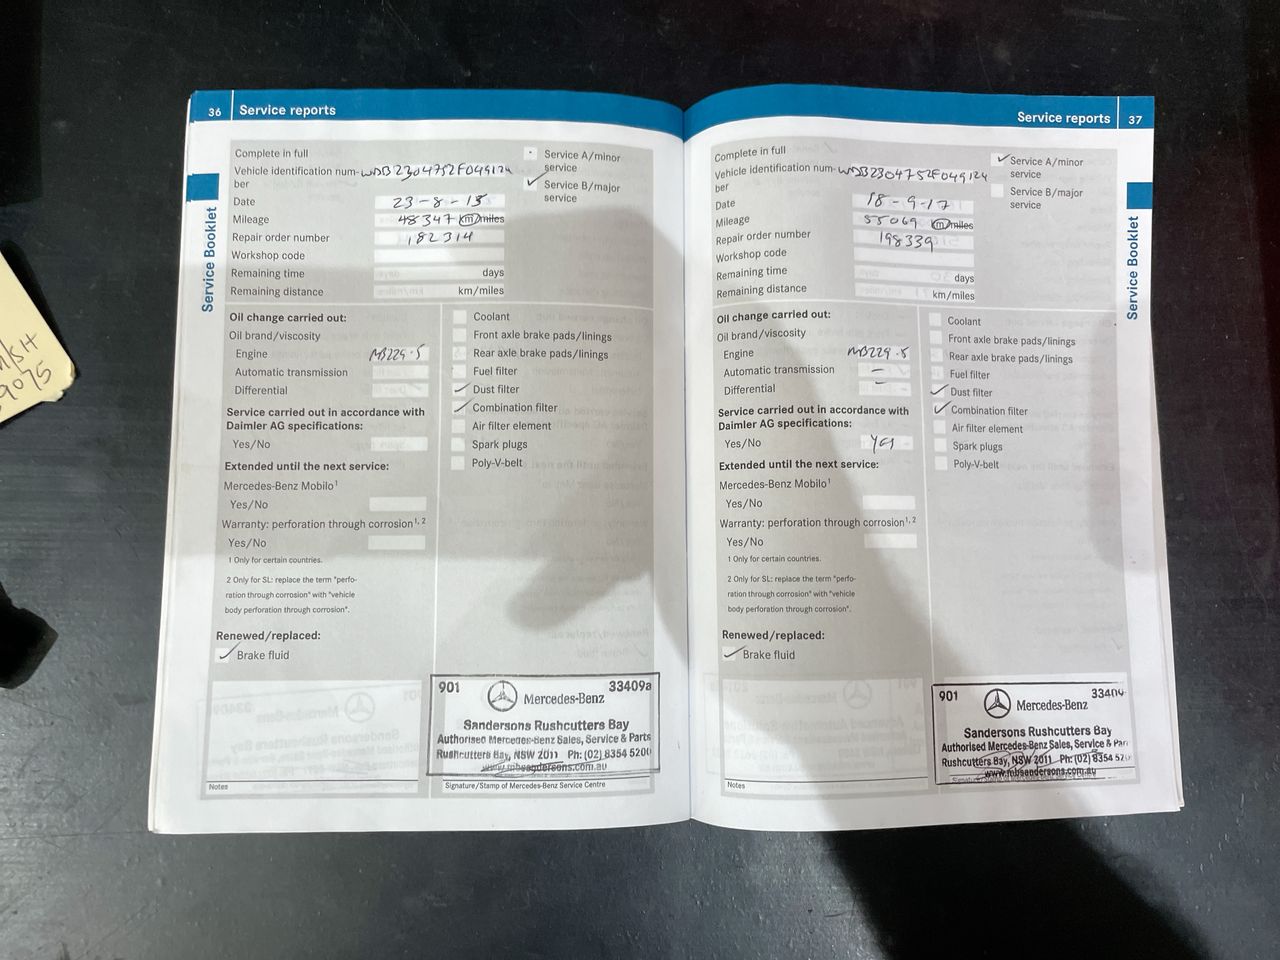 36 Service reports
Complete in full
Vehicle identification num-
ber
WDB2304752F049124
Date 23-8-15
Mileage 48347 km/miles
Repair order number 182314
Workshop code
Remaining time days
Remaining distance km/miles
Service A/minor
service
Service B/major
service
Oil change carried out:
Oil brand/viscosity
Engine MB229.5
Automatic transmission
Differential
Service carried out in accordance with
Daimler AG specifications:
Yes/No
Extended until the next service:
Mercedes-Benz Mobilo1
Yes/No
Warranty: perforation through corrosion1, 2
Yes/No
1 Only for certain countries.
2 Only for SL: replace the term "perfo-
ration through corrosion" with "vehicle
body perforation through corrosion".
Renewed/replaced:
Brake fluid
Coolant
Front axle brake pads/linings
Rear axle brake pads/linings
Fuel filter
Dust filter
Combination filter
Air filter element
Spark plugs
Poly-V-belt
901 33409a
Mercedes-Benz
Sandersons Rushcutters Bay
Authorised Mercedes-Benz Sales, Service & Parts
Rushcutters Bay, NSW 2011 Ph: (02) 8354 5200
www.mbsandersons.com.au
Notes
Signature/Stamp of Mercedes-Benz Service Centre
Service Booklet
Service reports 37
Complete in full
Vehicle identification num-
ber
WDB2304752F049124
Date 18-9-17
Mileage 55069 km/miles
Repair order number 198339
Workshop code
Remaining time days
Remaining distance km/miles
Service A/minor
service
Service B/major
service
Oil change carried out:
Oil brand/viscosity
Engine MB229.5
Automatic transmission –
Differential –
Service carried out in accordance with
Daimler AG specifications:
Yes/No Yes
Extended until the next service:
Mercedes-Benz Mobilo1
Yes/No
Warranty: perforation through corrosion1, 2
Yes/No
1 Only for certain countries.
2 Only for SL: replace the term "perfo-
ration through corrosion" with "vehicle
body perforation through corrosion".
Renewed/replaced:
Brake fluid
Coolant
Front axle brake pads/linings
Rear axle brake pads/linings
Fuel filter
Dust filter
Combination filter
Air filter element
Spark plugs
Poly-V-belt
901
Mercedes-Benz
Sandersons Rushcutters Bay
Authorised Mercedes-Benz Sales, Service &
Rushcutters Bay, NSW 2011 Ph: (02) 8354
www.mbsandersons.com.au
Notes
Service Booklet